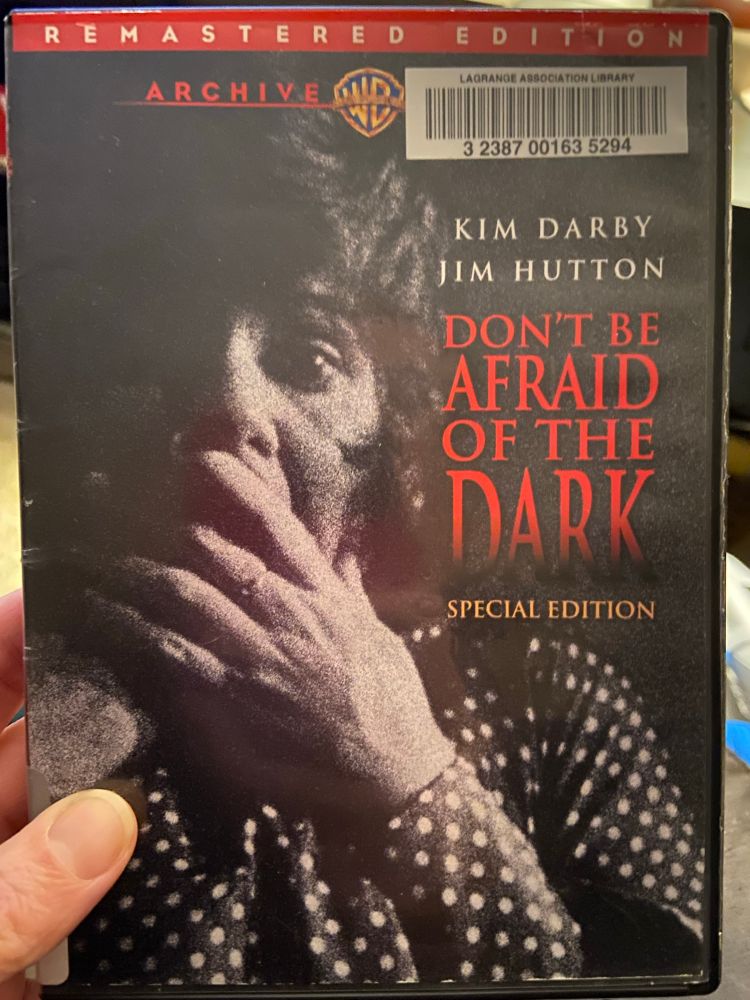 REMASTERED EDITION
ARCHIVE WB
LAGRANGE ASSOCIATION LIBRARY
3 2387 00163 5294
KIM DARBY
JIM HUTTON
DON'T BE
AFRAID
OF THE
DARK
SPECIAL EDITION